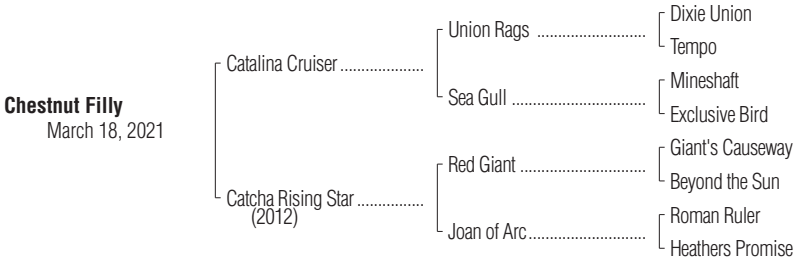 Chestnut Filly
March 18, 2021
Catalina Cruiser ....................
Catcha Rising Star ................
(2012)
Union Rags ..........................
Sea Gull ................................
Red Giant ..............................
Joan of Arc............................
Dixie Union
Tempo
Mineshaft
Exclusive Bird
Giant's Causeway
Beyond the Sun
Roman Ruler
Heathers Promise